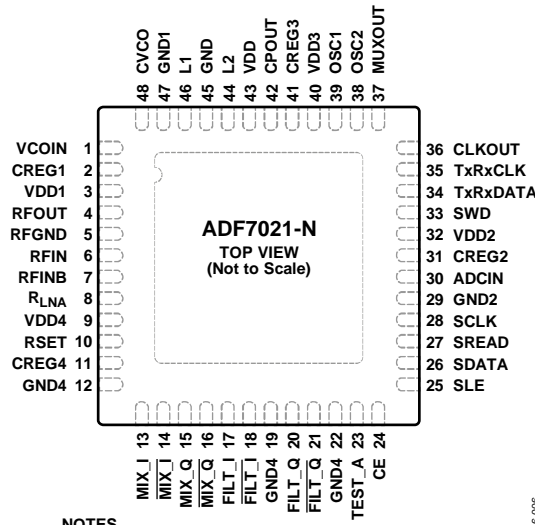 48 CVCO
47 GND1
46 L1
45 GND
44 L2
43 VDD
42 CPOUT
41 CREG3
40 VDD3
39 OSC1
38 OSC2
37 MUXOUT
VCOIN 1
CREG1 2
VDD1 3
RFOUT 4
RFGND 5
RFIN 6
RFINB 7
RLNA 8
VDD4 9
RSET 10
CREG4 11
GND4 12
ADF7021-N
TOP VIEW
(Not to Scale)
36 CLKOUT
35 TxRxCLK
34 TxRxDATA
33 SWD
32 VDD2
31 CREG2
30 ADCIN
29 GND2
28 SCLK
27 SREAD
26 SDATA
25 SLE
MIX_I 13
MIX_I 14
MIX_Q 15
MIX_Q 16
FILT_I 17
FILT_I 18
GND4 19
FILT_Q 20
FILT_Q 21
GND4 22
TEST_A 23
CE 24
NOTES